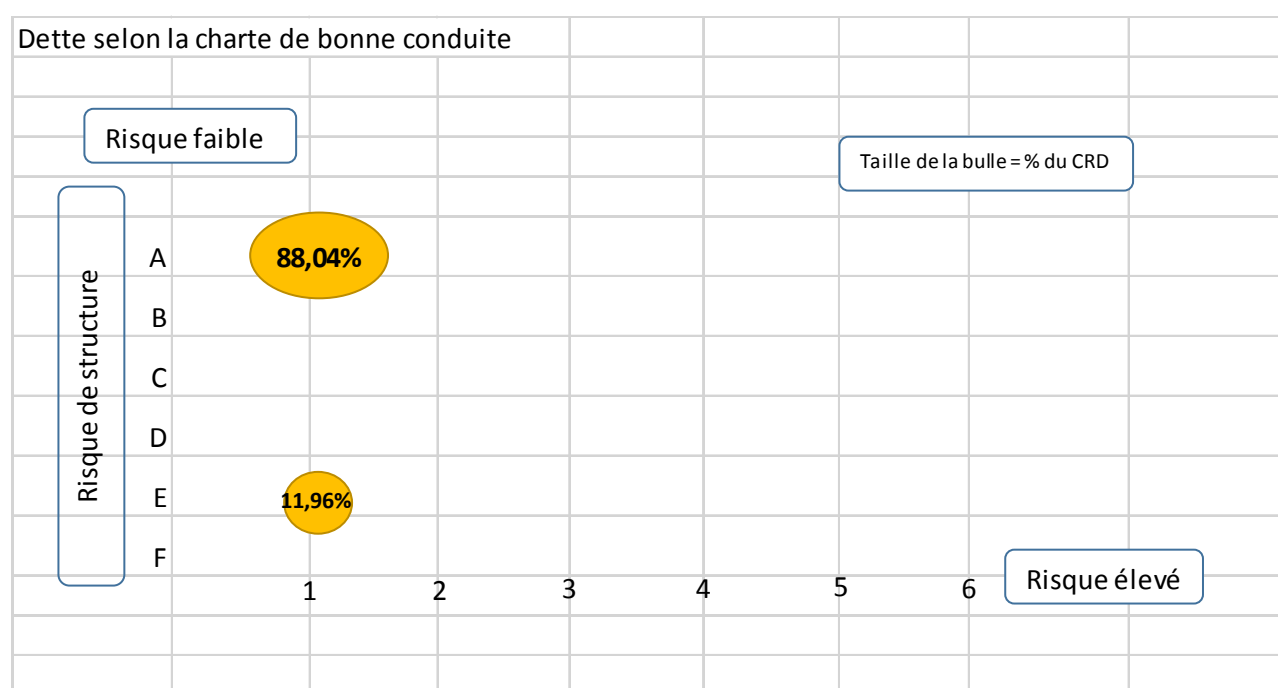 Dette selon la charte de bonne conduite
Risque faible
Taille de la bulle = % du CRD
Risque de structure
A
88,04%
B
C
D
E
11,96%
F
1 2 3 4 5 6
Risque élevé